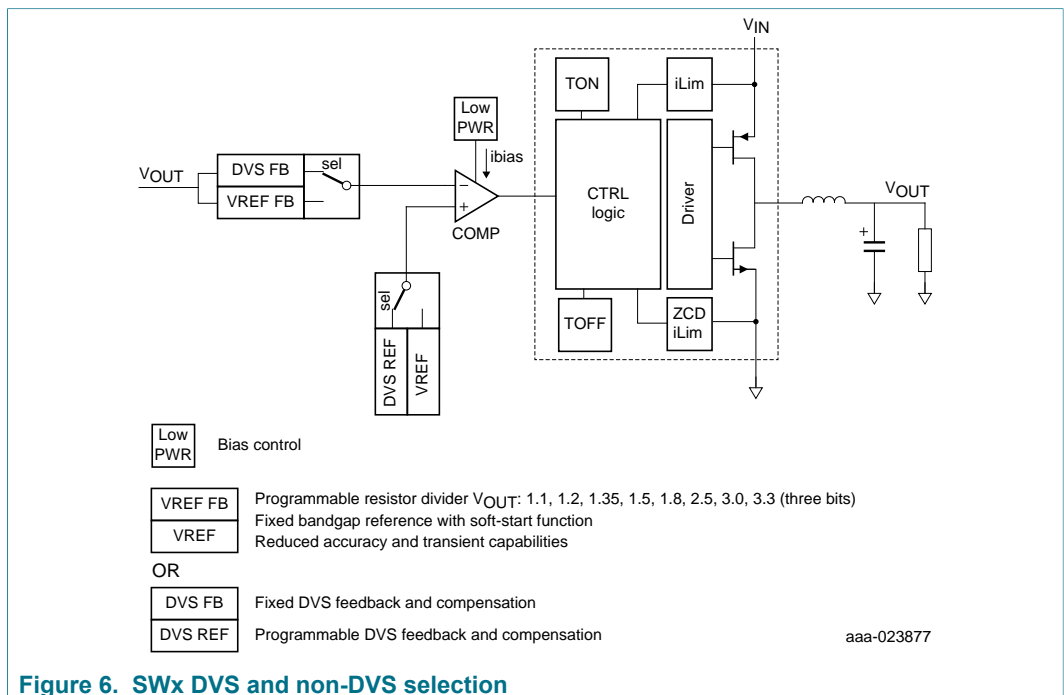 VIN
TON
iLim
Low
PWR
ibias
VOUT
DVS FB
VREF FB
sel
−
+
COMP
CTRL
logic
Driver
VOUT
+
sel
DVS REF
VREF
TOFF
ZCD
iLim
Low
PWR
Bias control
VREF FB
Programmable resistor divider VOUT: 1.1, 1.2, 1.35, 1.5, 1.8, 2.5, 3.0, 3.3 (three bits)
Fixed bandgap reference with soft-start function
VREF
Reduced accuracy and transient capabilities
OR
DVS FB
Fixed DVS feedback and compensation
DVS REF
Programmable DVS feedback and compensation
aaa-023877
Figure 6. SWx DVS and non-DVS selection